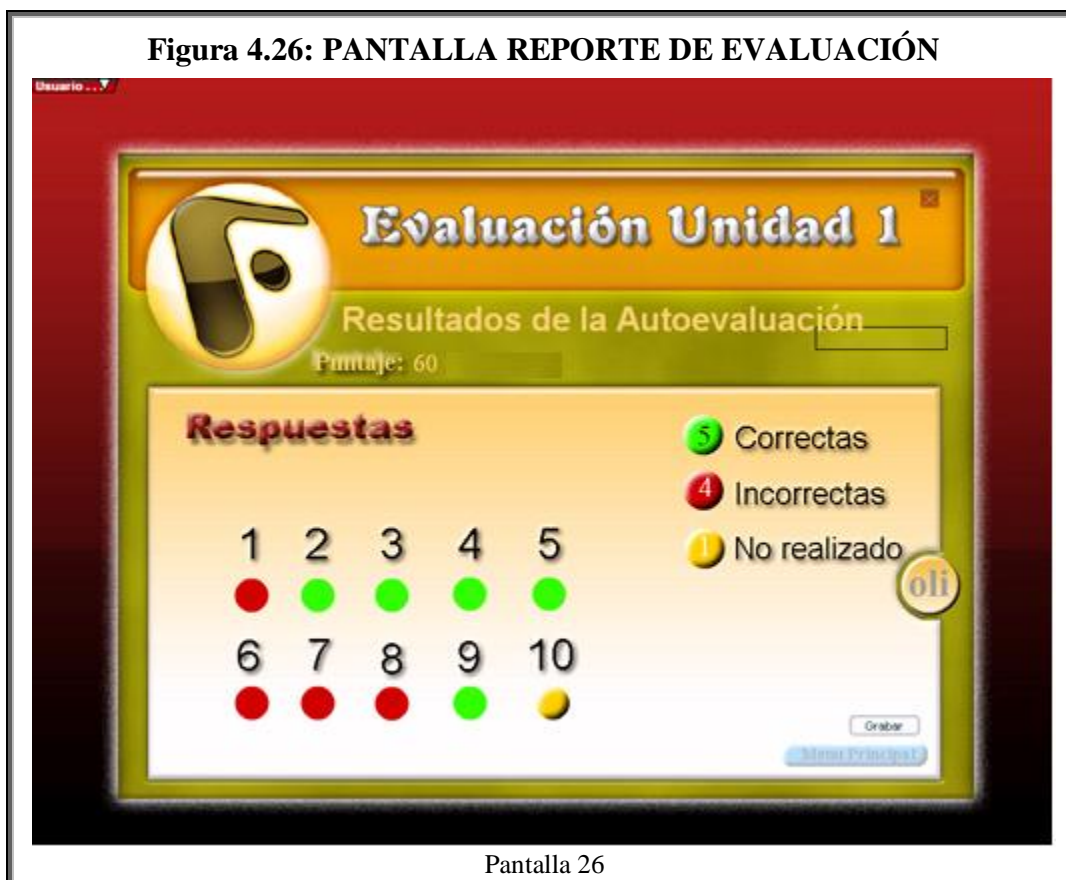 Figura 4.26: PANTALLA REPORTE DE EVALUACIÓN
Usuario . . .
Evaluación Unidad 1
Resultados de la Autoevaluación
Puntaje: 60
Respuestas
5 Correctas
4 Incorrectas
1 No realizado
1 2 3 4 5
oli
6 7 8 9 10
Grabar
Menu Principal
Pantalla 26